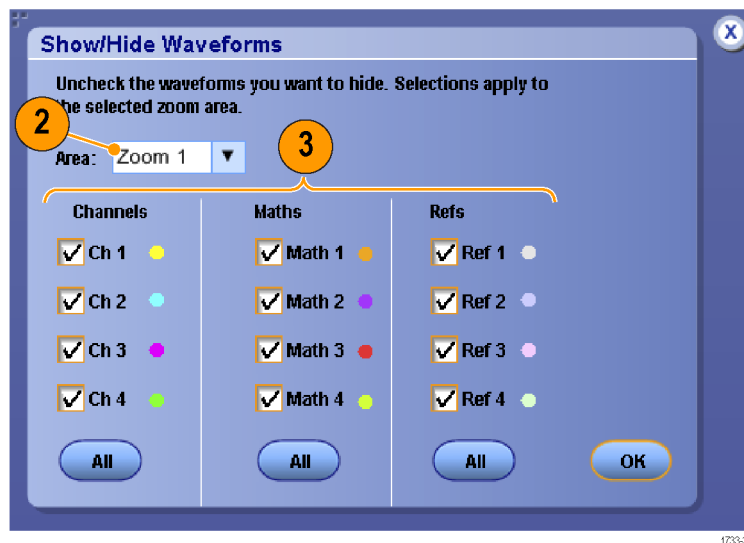 X
Show/Hide Waveforms
Uncheck the waveforms you want to hide. Selections apply to
the selected zoom area.
2
Area: Zoom 1
3
Channels Maths Refs
Ch 1 Math 1 Ref 1
Ch 2 Math 2 Ref 2
Ch 3 Math 3 Ref 3
Ch 4 Math 4 Ref 4
All All All OK